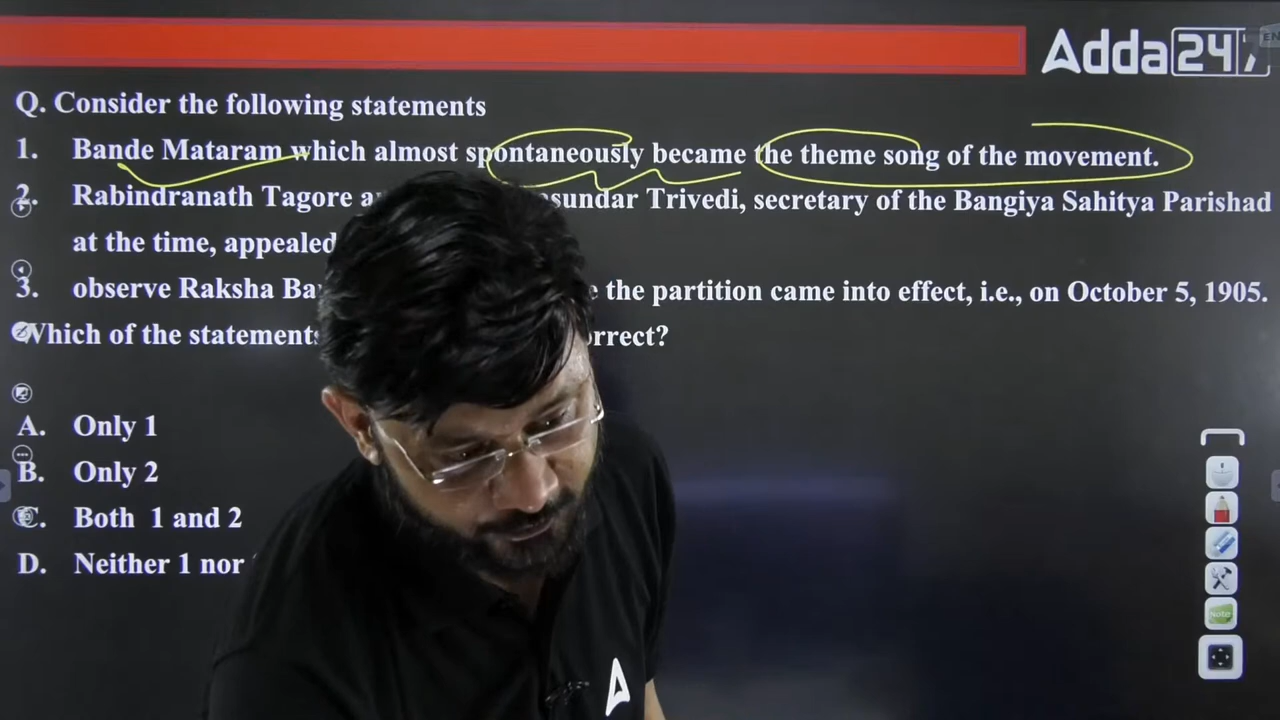 Adda247
EN
Q. Consider the following statements
1. Bande Mataram which almost spontaneously became the theme song of the movement.
2. Rabindranath Tagore Trivedi, secretary of the Bangiya Sahitya Parishad
at the time, appealed
3. observe Raksha the partition came into effect, i.e., on October 5, 1905.
Which of the statements
A. Only 1
B. Only 2
C. Both 1 and 2
D. Neither 1 nor
Note